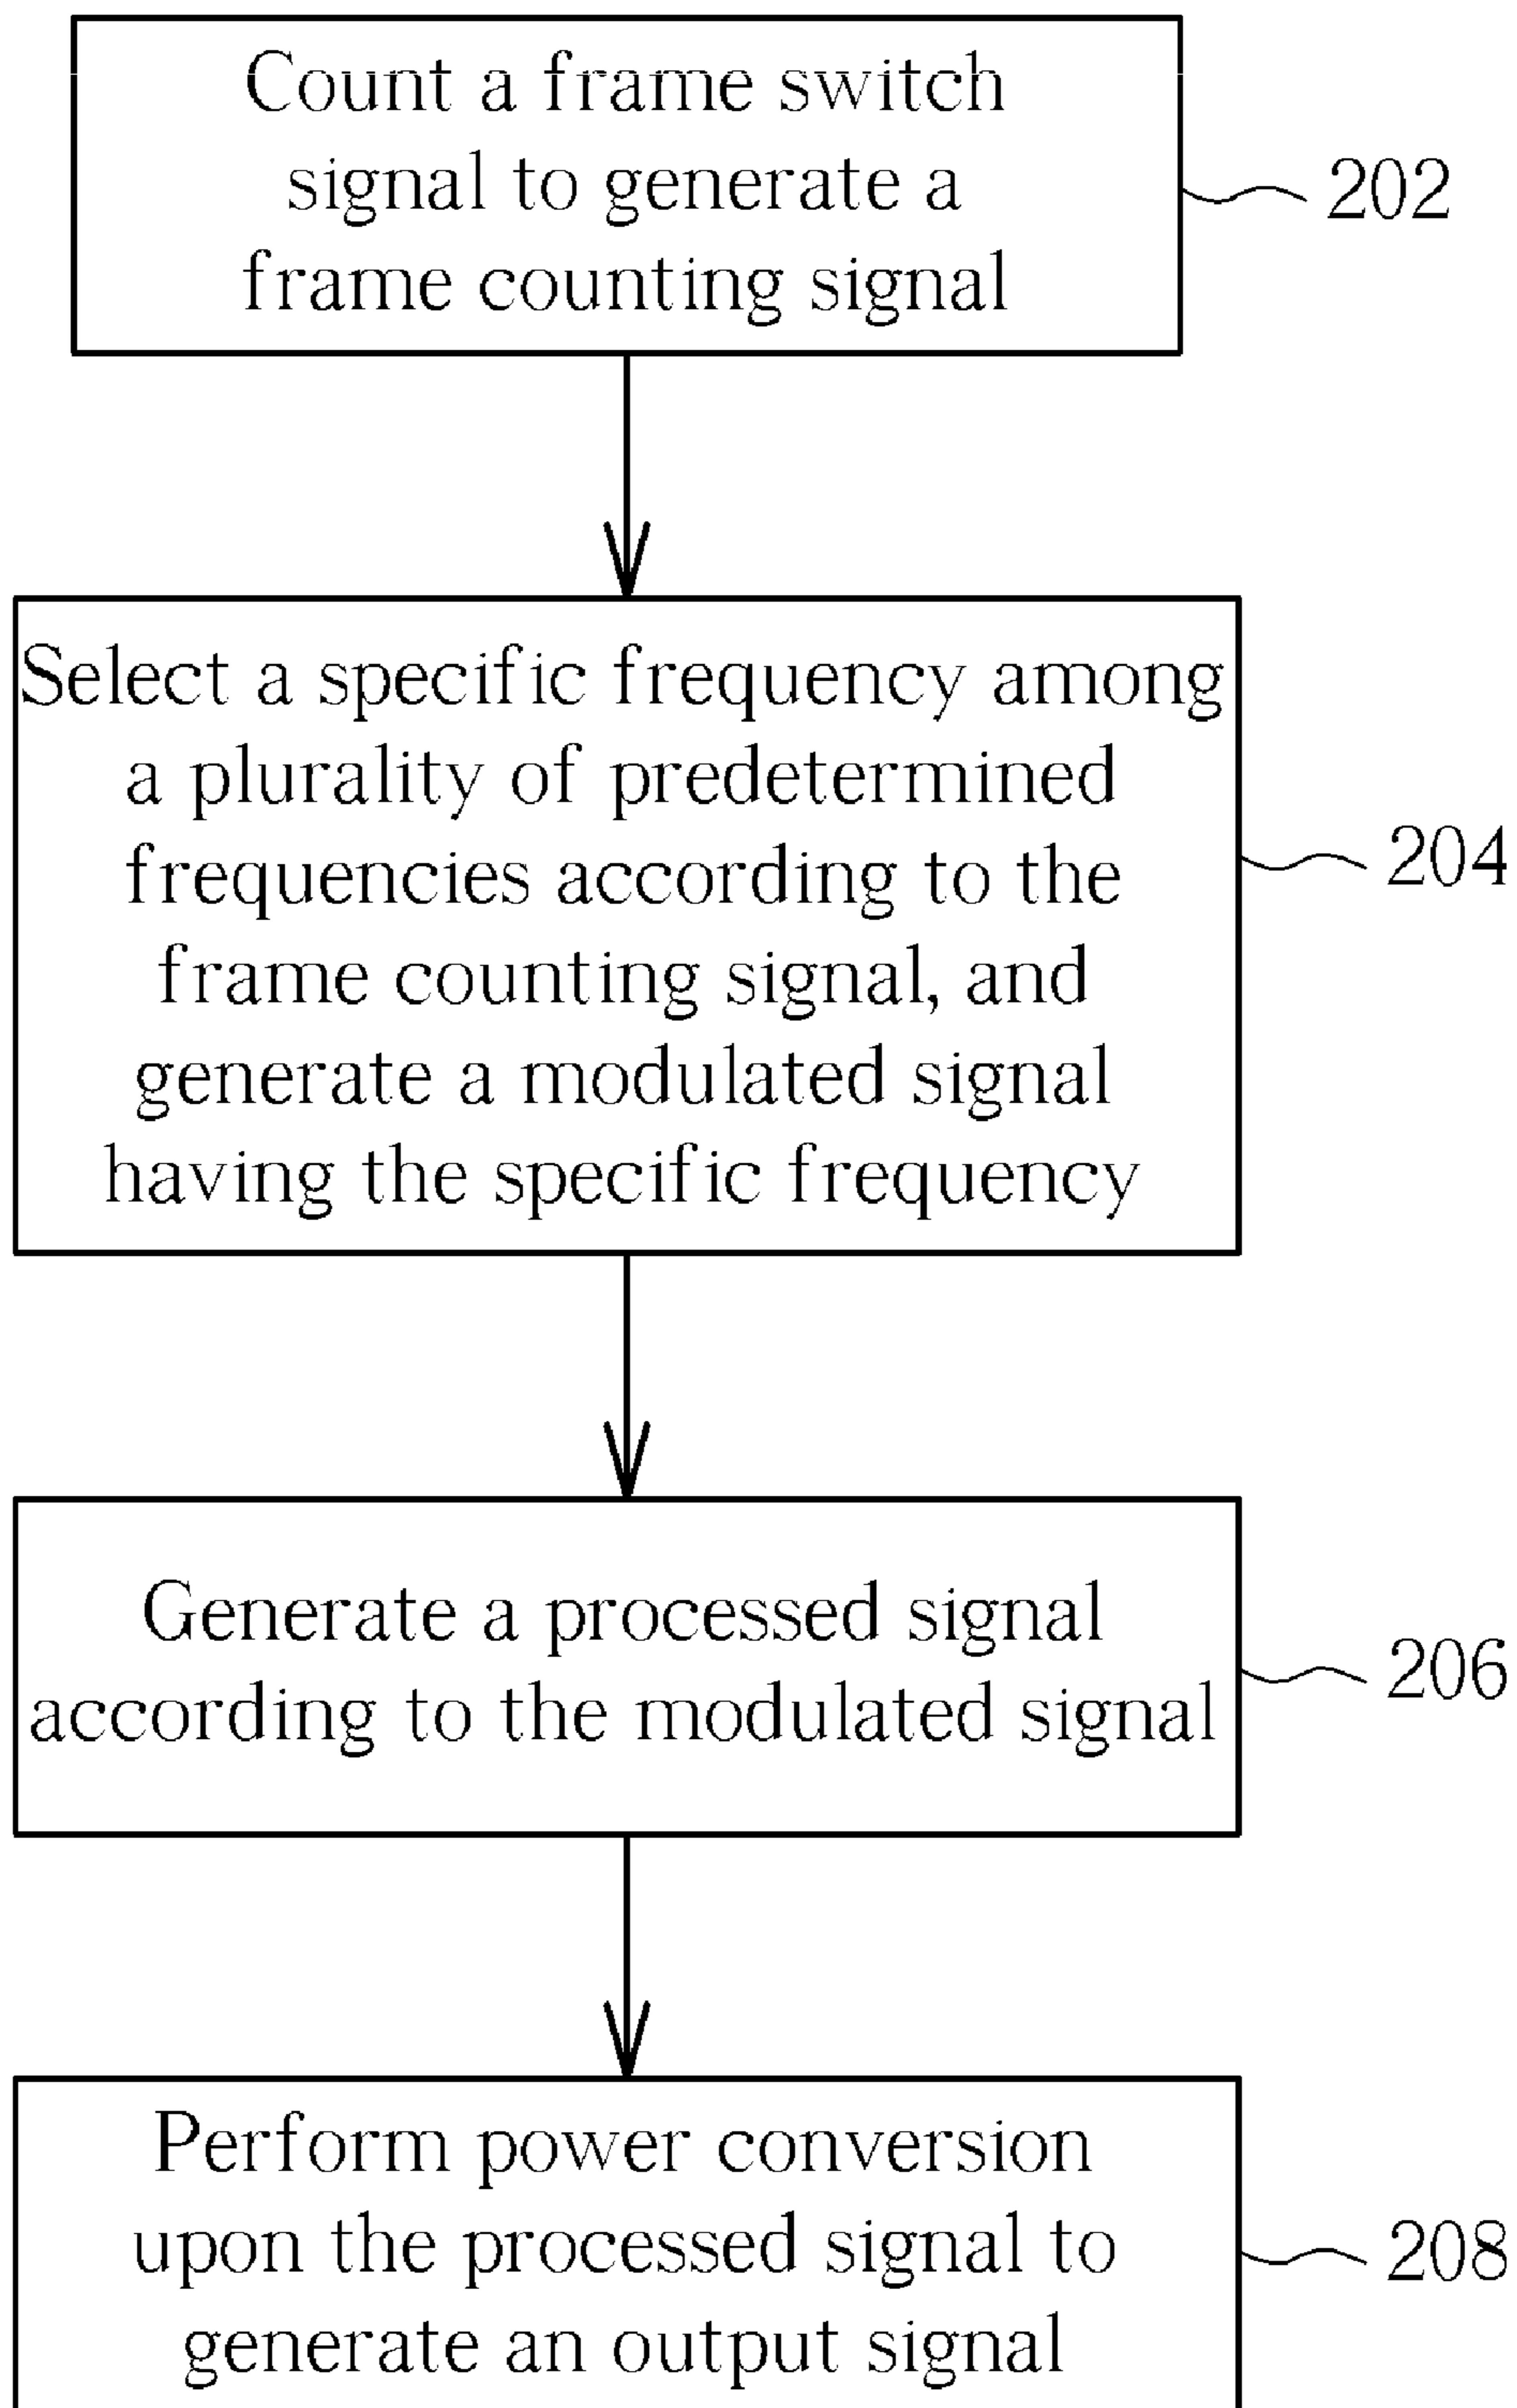 Count a frame switch
signal to generate a
frame counting signal
202
Select a specific frequency among
a plurality of predetermined
frequencies according to the
frame counting signal, and
generate a modulated signal
having the specific frequency
204
Generate a processed signal
according to the modulated signal
206
Perform power conversion
upon the processed signal to
generate an output signal
208